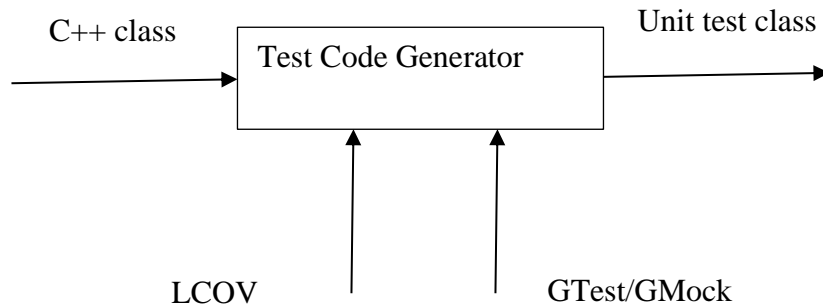 C++ class
Unit test class
Test Code Generator
LCOV
GTest/GMock